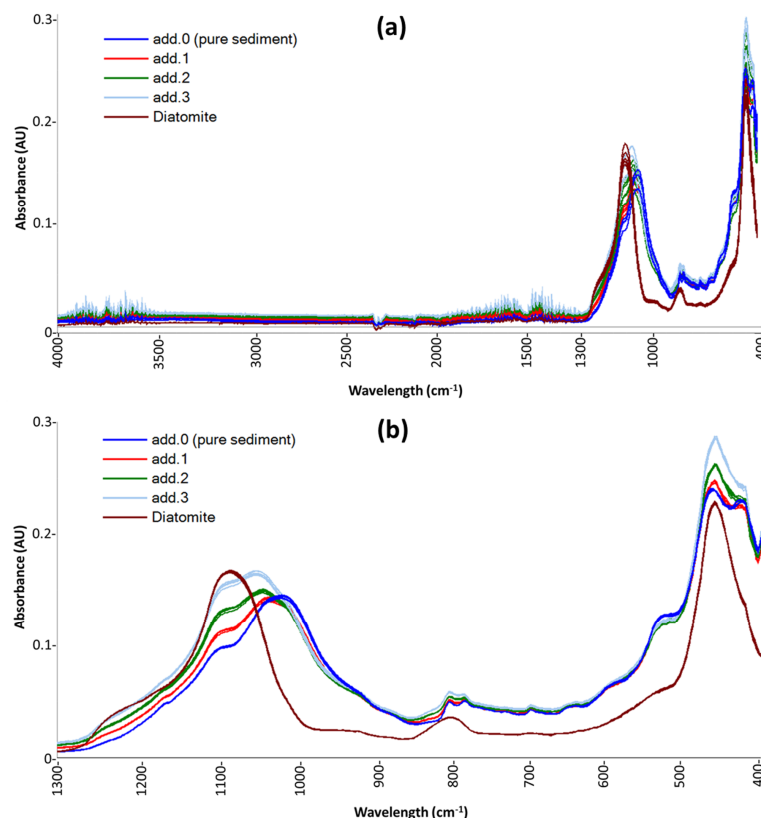 (a)
0.3
add.0 (pure sediment)
add.1
add.2
add.3
Diatomite
0.2
0.1
0
Absorbance (AU)
4000 3500 3000 2500 2000 1500 1300 1000 400
Wavelength (cm-1)
(b)
0.3-
add.0 (pure sediment)
add.1
add.2
add.3
Diatomite
0.2-
0.1-
0-
Absorbance (AU)
1300 1200 1100 1000 900 800 700- 600- 500- 400-
Wavelength (cm-1)